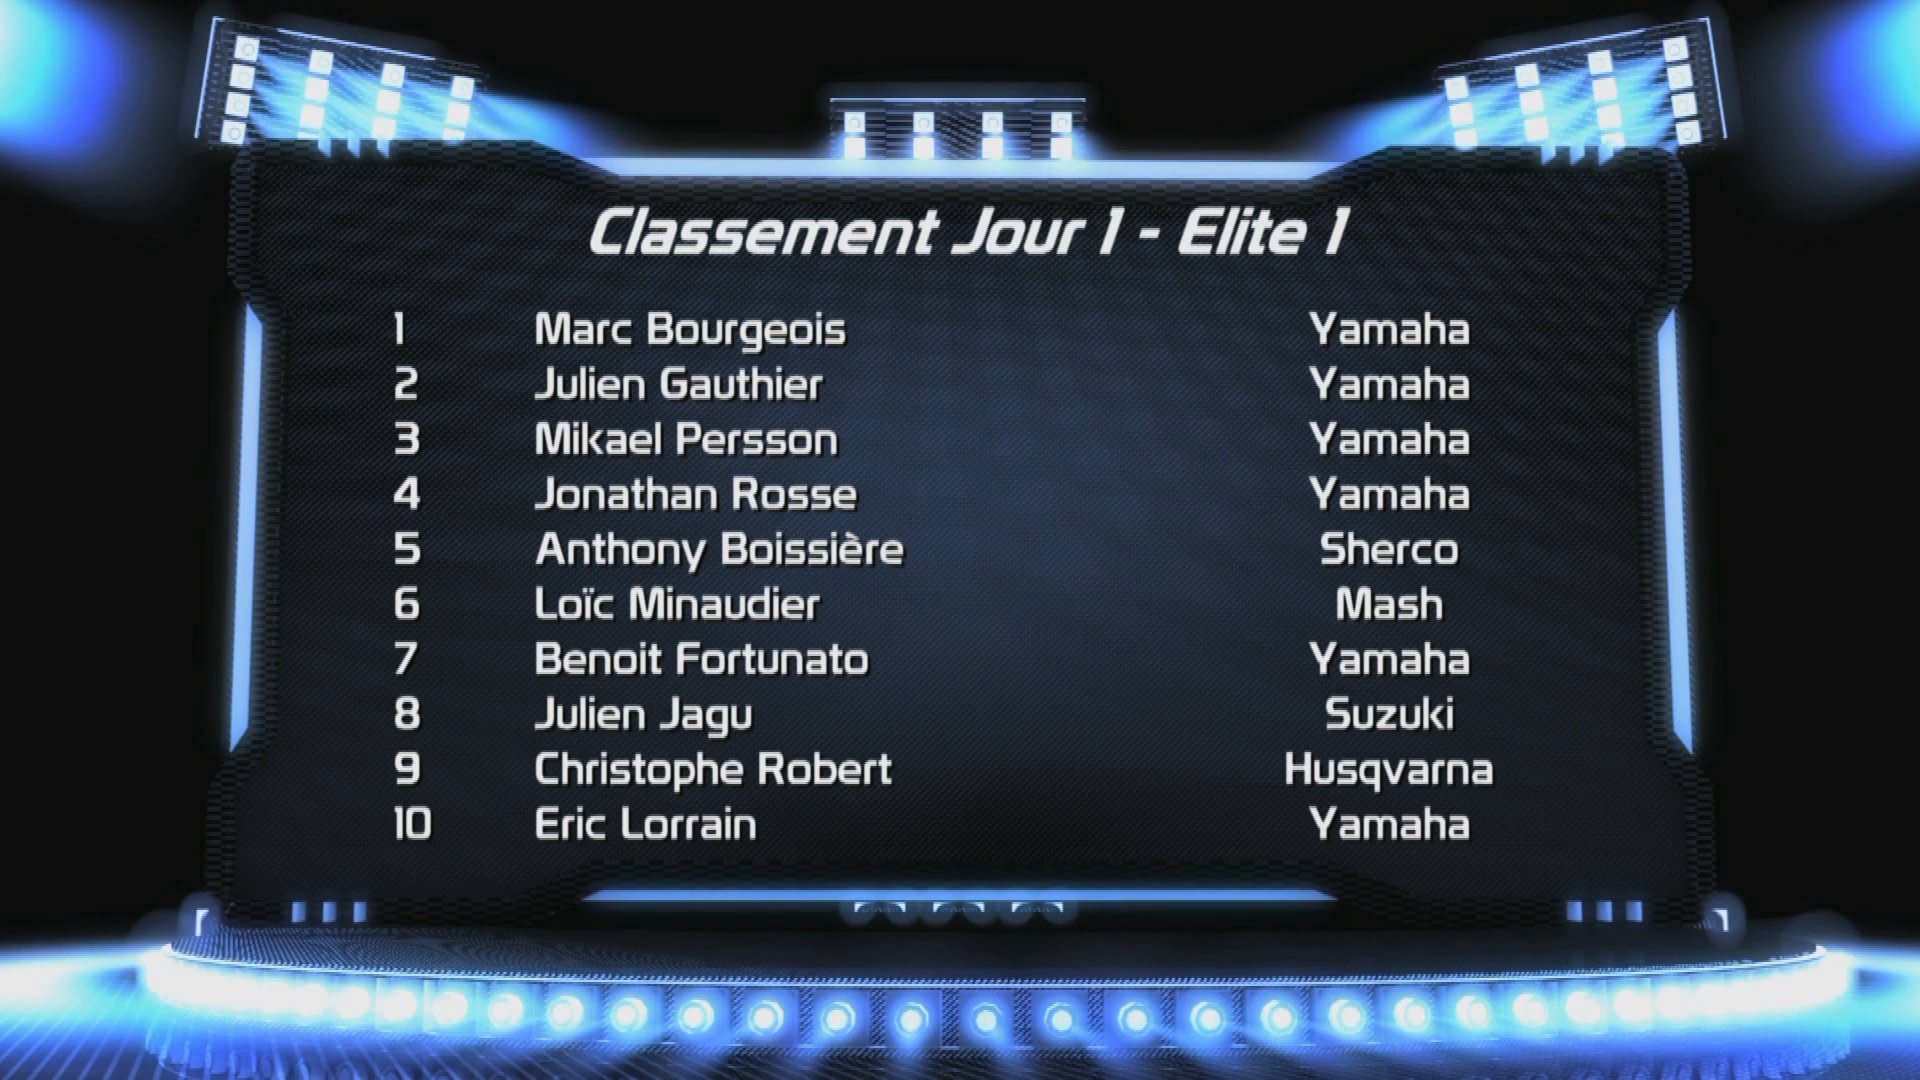 Classement Jour 1 - Elite 1
1 Marc Bourgeois Yamaha
2 Julien Gauthier Yamaha
3 Mikael Persson Yamaha
4 Jonathan Rosse Yamaha
5 Anthony Boissière Sherco
6 Loïc Minaudier Mash
7 Benoit Fortunato Yamaha
8 Julien Jagu Suzuki
9 Christophe Robert Husqvarna
10 Eric Lorrain Yamaha